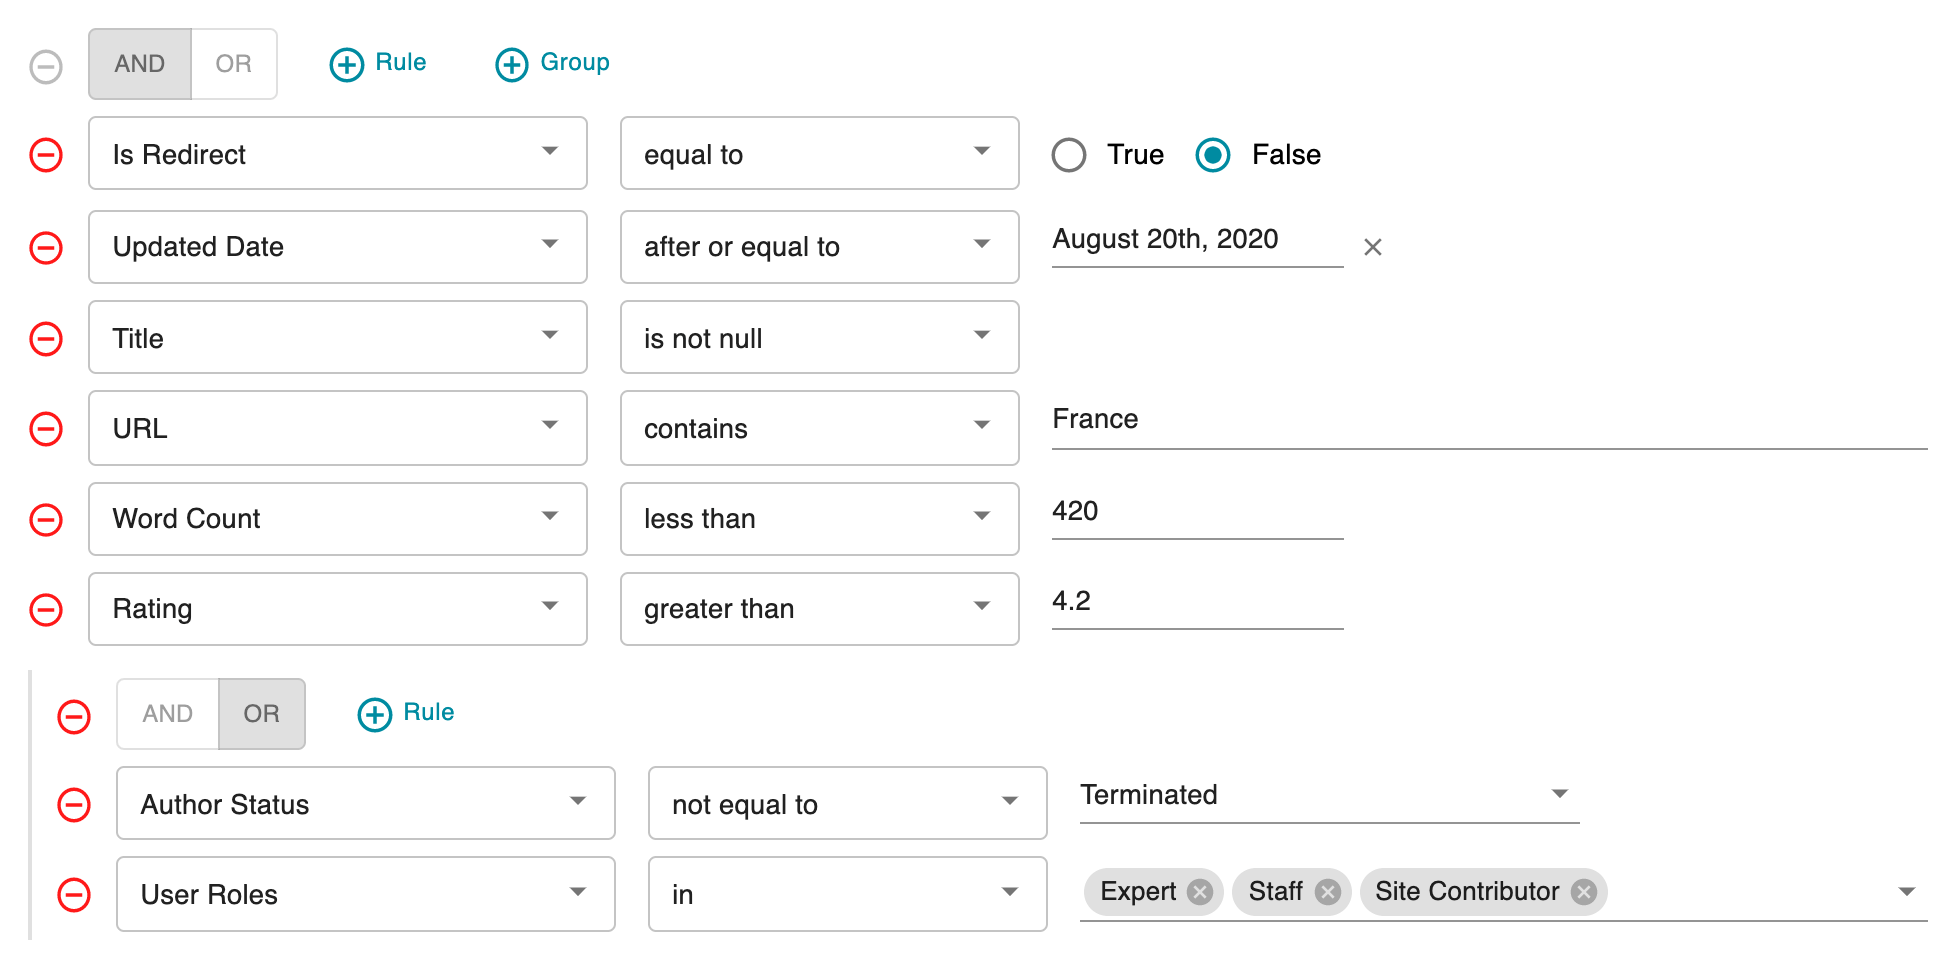 AND OR Rule Group
Is Redirect equal to True False
Updated Date after or equal to August 20th, 2020
Title is not null
URL contains France
Word Count less than 420
Rating greater than 4.2
AND OR Rule
Author Status not equal to Terminated
User Roles in Expert Staff Site Contributor